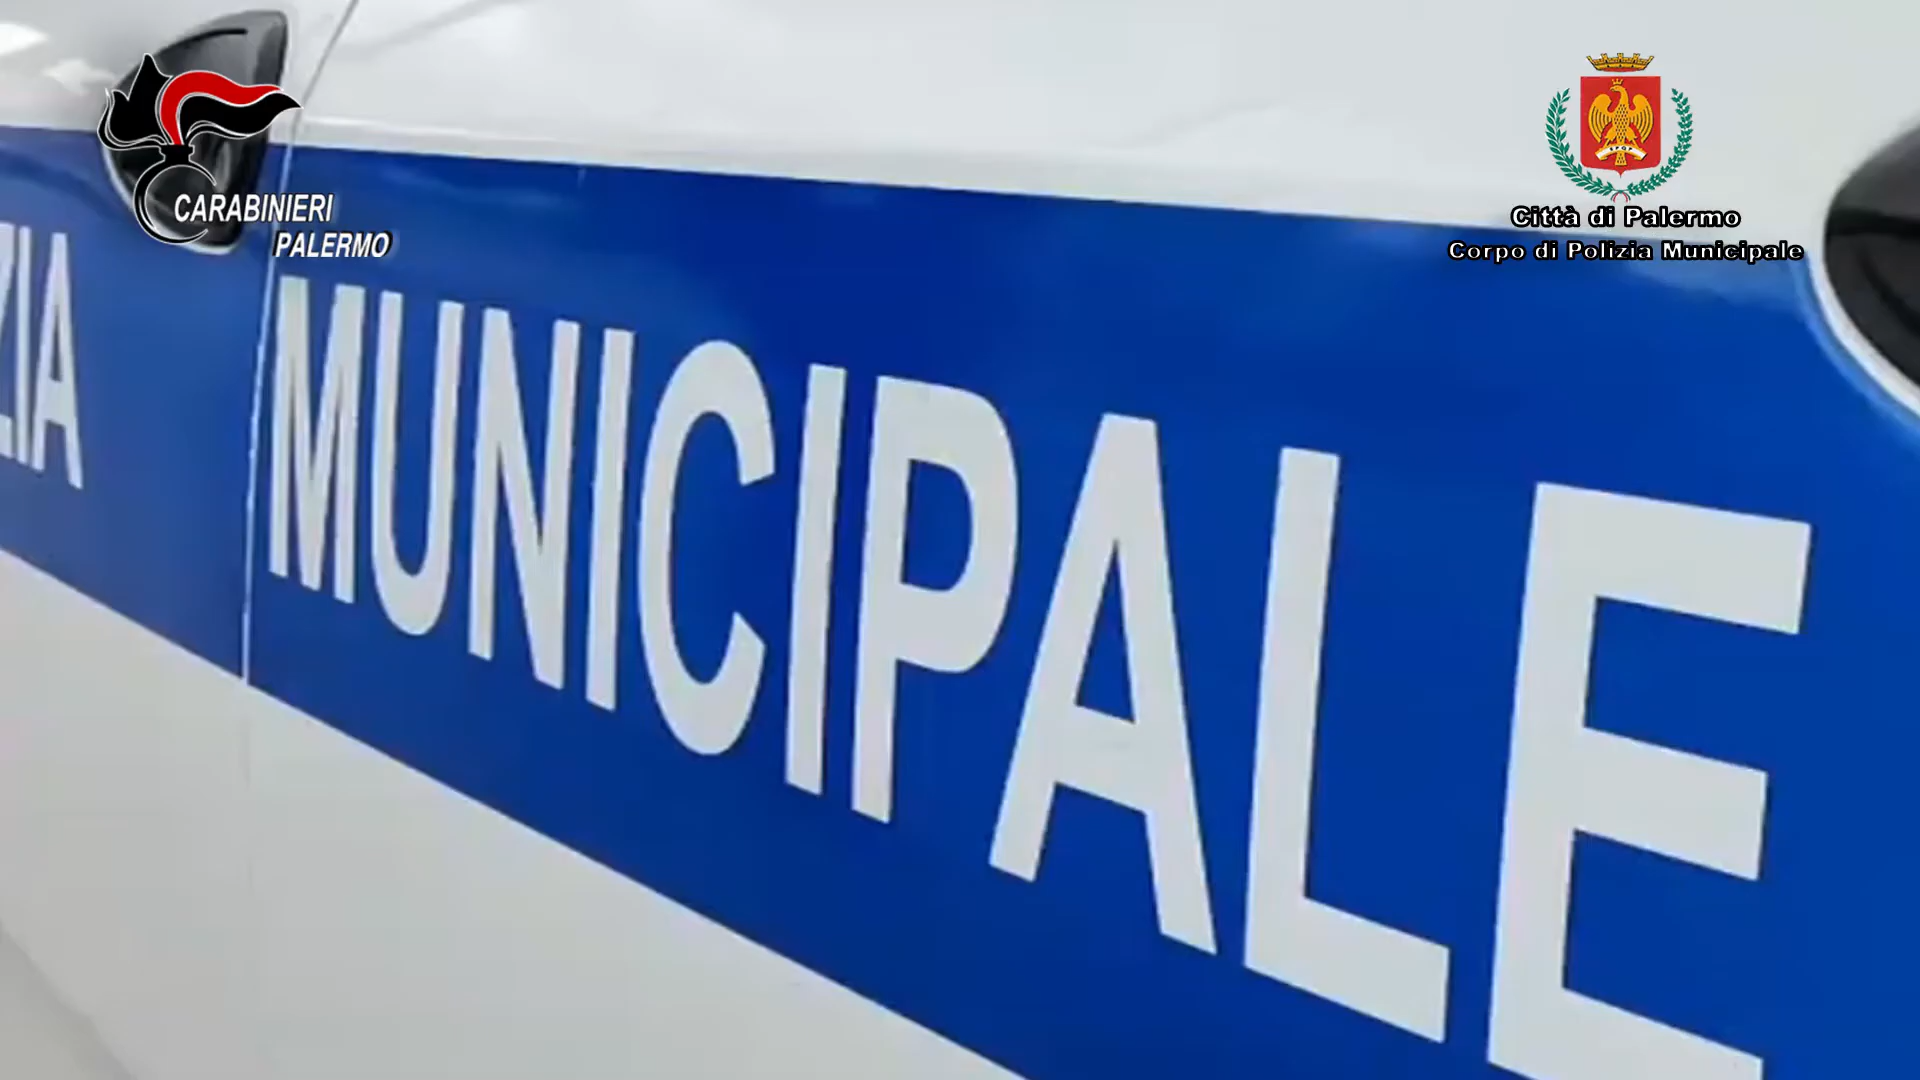 CARABINIERI
PALERMO
S.P.Q.P.
Città di Palermo
Corpo di Polizia Municipale
ZIA MUNICIPALE